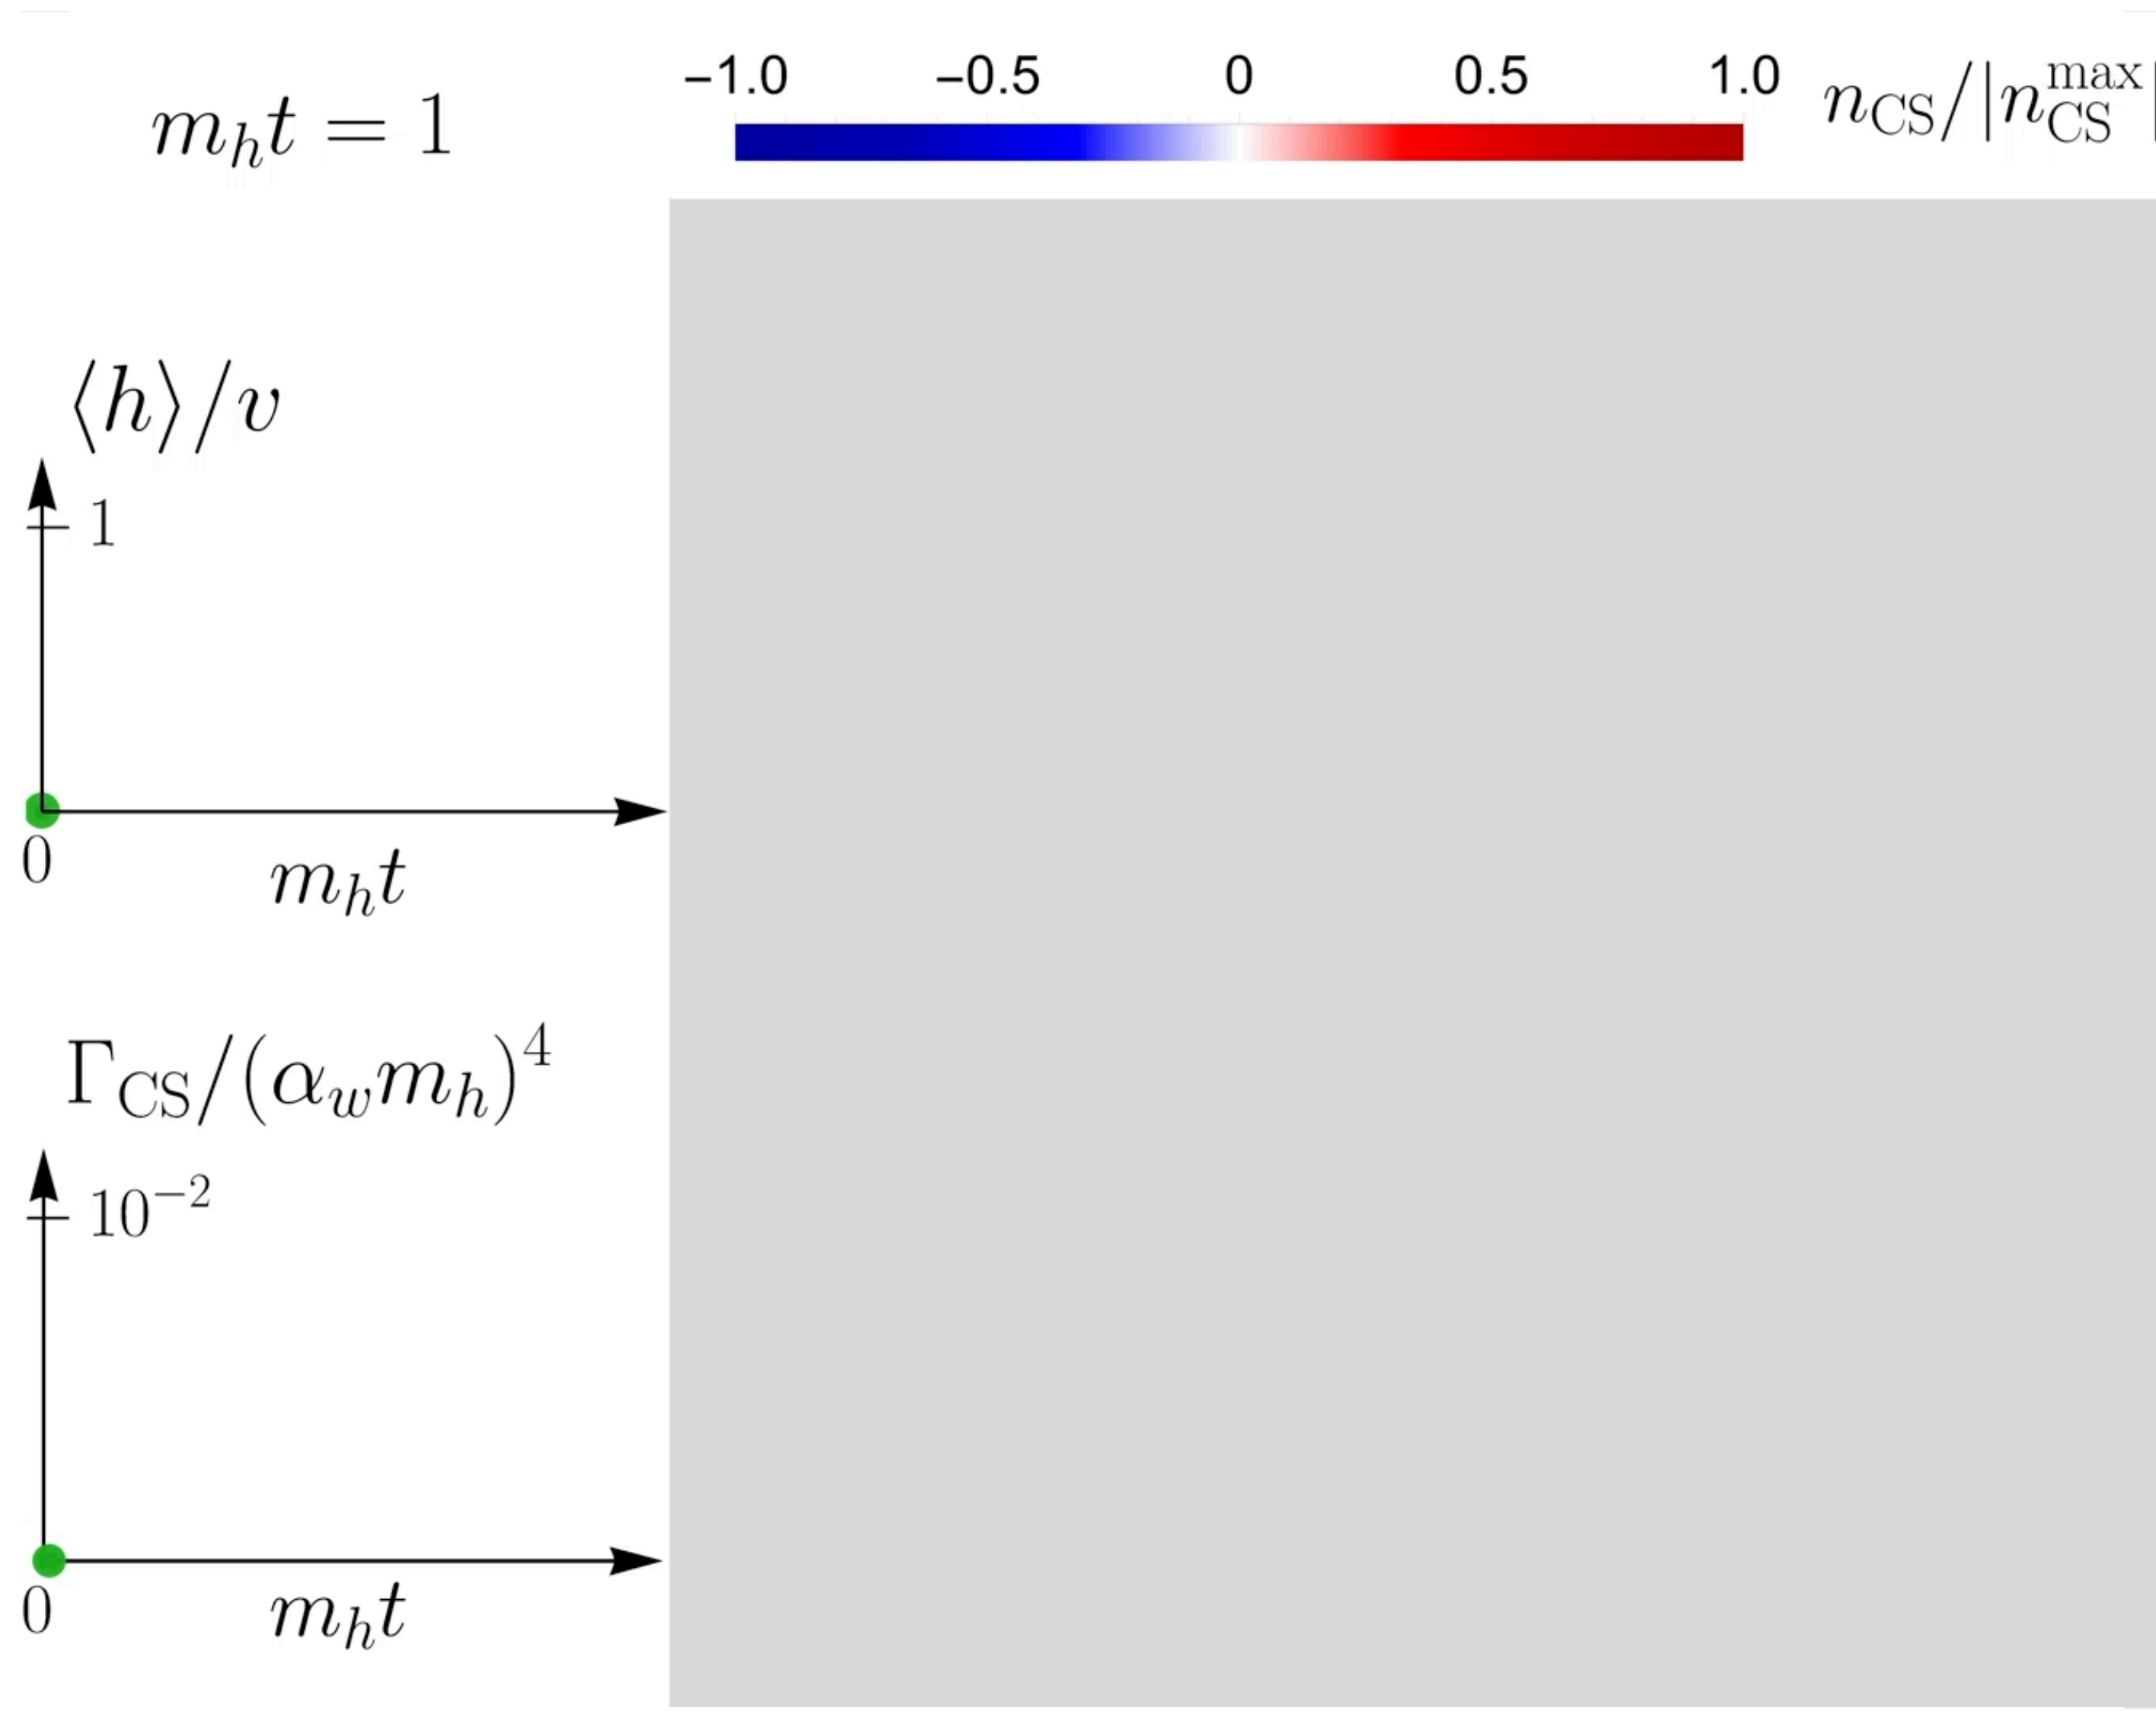 m_h t = 1
−1.0 −0.5 0 0.5 1.0 n_CS/|n_CS^max|
⟨h⟩/v
1
0
m_h t
Γ_CS/(α_w m_h)^4
10^−2
0
m_h t